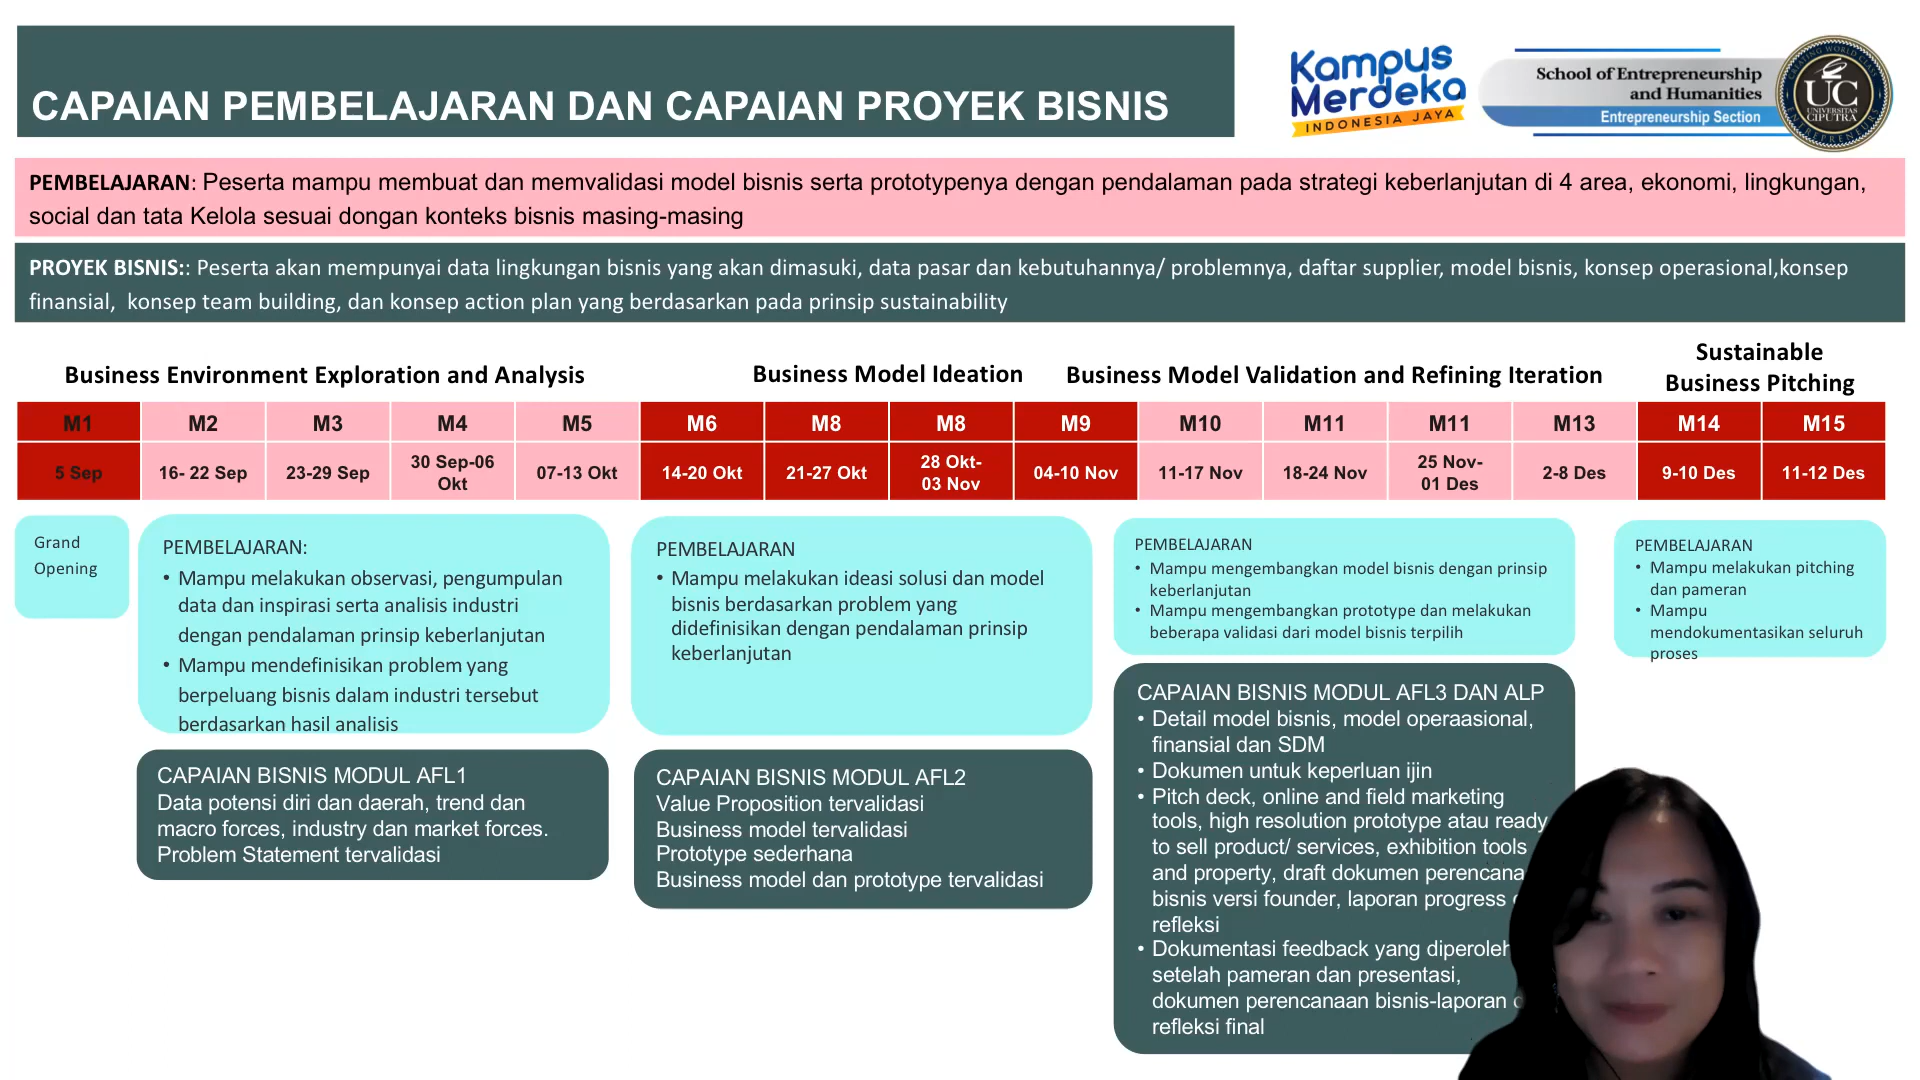 CAPAIAN PEMBELAJARAN DAN CAPAIAN PROYEK BISNIS
Kampus
Merdeka
INDONESIA JAYA
School of Entrepreneurship
and Humanities
Entrepreneurship Section
UC
UNIVERSITAS
CIPUTRA
PEMBELAJARAN: Peserta mampu membuat dan memvalidasi model bisnis serta prototypenya dengan pendalaman pada strategi keberlanjutan di 4 area, ekonomi, lingkungan,
social dan tata Kelola sesuai dongan konteks bisnis masing-masing
PROYEK BISNIS:: Peserta akan mempunyai data lingkungan bisnis yang akan dimasuki, data pasar dan kebutuhannya/ problemnya, daftar supplier, model bisnis, konsep operasional,konsep
finansial, konsep team building, dan konsep action plan yang berdasarkan pada prinsip sustainability
Business Environment Exploration and Analysis
Business Model Ideation
Business Model Validation and Refining Iteration
Sustainable
Business Pitching
M1 M2 M3 M4 M5 M6 M8 M8 M9 M10 M11 M11 M13 M14 M15
5 Sep 16- 22 Sep 23-29 Sep 30 Sep-06 Okt 07-13 Okt 14-20 Okt 21-27 Okt 28 Okt-03 Nov 04-10 Nov 11-17 Nov 18-24 Nov 25 Nov-01 Des 2-8 Des 9-10 Des 11-12 Des
Grand
Opening
PEMBELAJARAN:
• Mampu melakukan observasi, pengumpulan
data dan inspirasi serta analisis industri
dengan pendalaman prinsip keberlanjutan
• Mampu mendefinisikan problem yang
berpeluang bisnis dalam industri tersebut
berdasarkan hasil analisis
CAPAIAN BISNIS MODUL AFL1
Data potensi diri dan daerah, trend dan
macro forces, industry dan market forces.
Problem Statement tervalidasi
PEMBELAJARAN
• Mampu melakukan ideasi solusi dan model
bisnis berdasarkan problem yang
didefinisikan dengan pendalaman prinsip
keberlanjutan
CAPAIAN BISNIS MODUL AFL2
Value Proposition tervalidasi
Business model tervalidasi
Prototype sederhana
Business model dan prototype tervalidasi
PEMBELAJARAN
• Mampu mengembangkan model bisnis dengan prinsip
keberlanjutan
• Mampu mengembangkan prototype dan melakukan
beberapa validasi dari model bisnis terpilih
CAPAIAN BISNIS MODUL AFL3 DAN ALP
• Detail model bisnis, model operaasional,
finansial dan SDM
• Dokumen untuk keperluan ijin
• Pitch deck, online and field marketing
tools, high resolution prototype atau ready
to sell product/ services, exhibition tools
and property, draft dokumen
bisnis versi founder, laporan progress
refleksi
• Dokumentasi feedback yang diperoleh
setelah pameran dan presentasi,
dokumen perencanaan bisnis-laporan
refleksi final
PEMBELAJARAN
• Mampu melakukan pitching
dan pameran
• Mampu
mendokumentasikan seluruh
proses